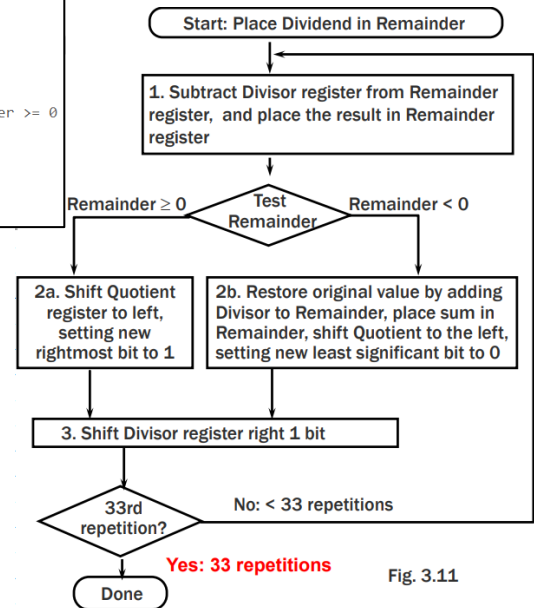 Start: Place Dividend in Remainder
1. Subtract Divisor register from Remainder
register, and place the result in Remainder
register
er >= 0
Remainder ≥ 0
Test
Remainder
Remainder < 0
2a. Shift Quotient
register to left,
setting new
rightmost bit to 1
2b. Restore original value by adding
Divisor to Remainder, place sum in
Remainder, shift Quotient to the left,
setting new least significant bit to 0
3. Shift Divisor register right 1 bit
33rd
repetition?
No: < 33 repetitions
Yes: 33 repetitions
Fig. 3.11
Done